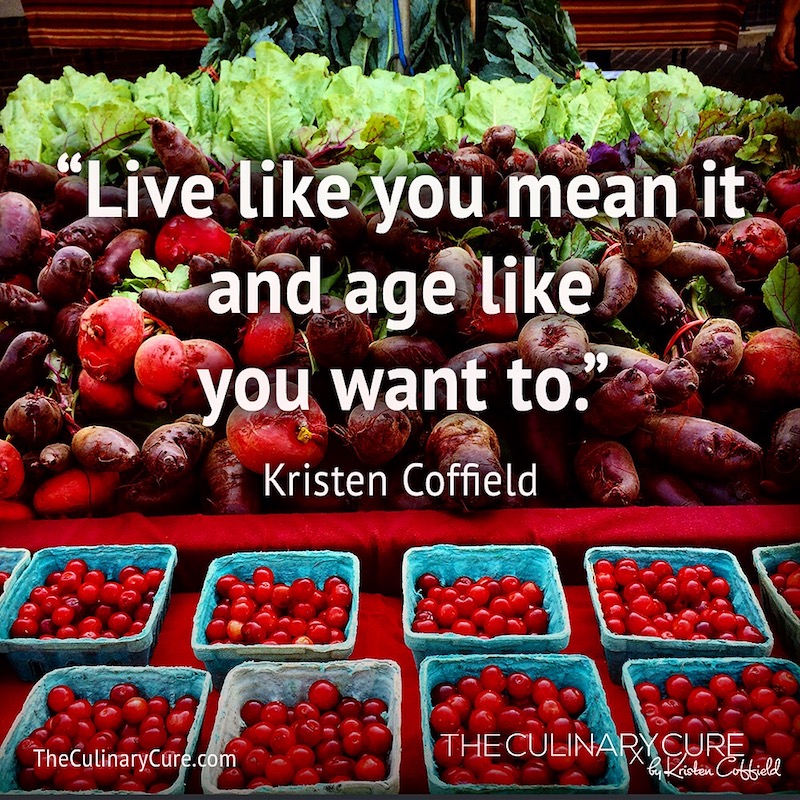 “Live like you mean it
and age like
you want to.”
Kristen Coffield
TheCulinaryCure.com
THE CULINARY CURE
by Kristen Coffield